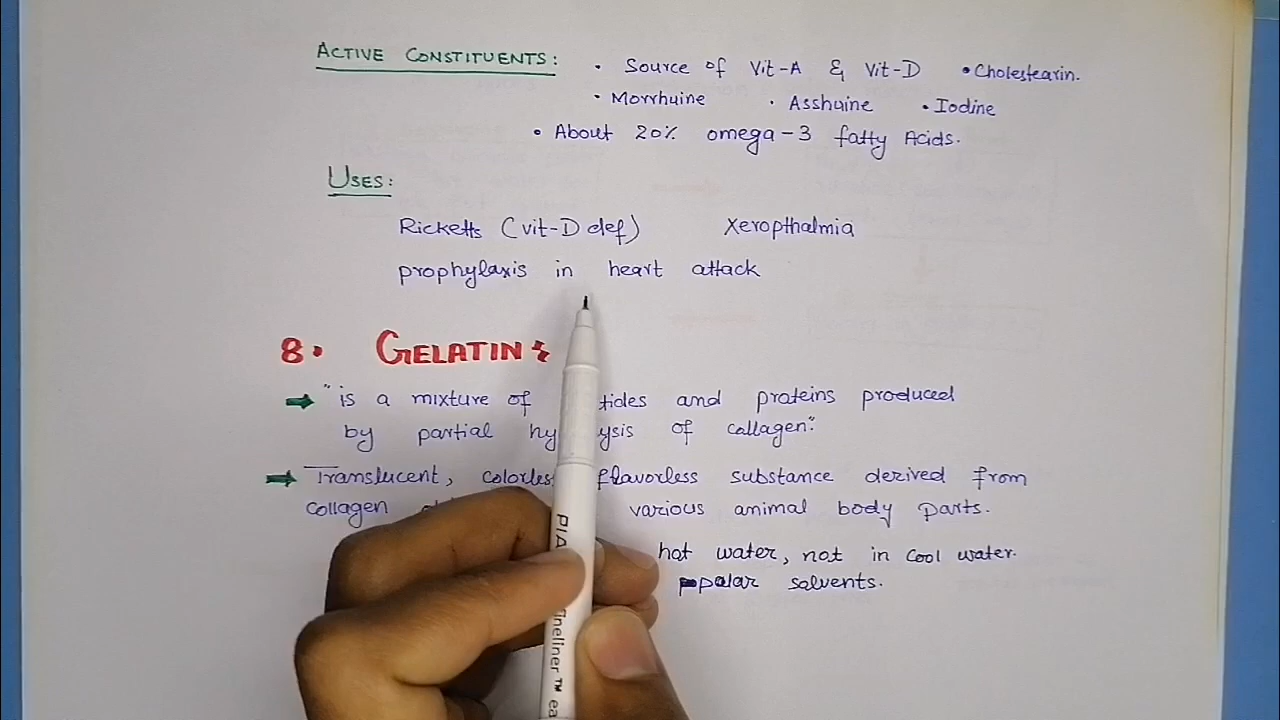 ACTIVE CONSTITUENTS: • Source of Vit-A & Vit-D • Cholestearin.
• Morrhuine • Asshuine • Iodine
• About 20% omega-3 fatty Acids.
USES:
Ricketts (vit-D def) Xeropthalmia
prophylaxis in heart attack
8. GELATIN
"is a mixture of tides and proteins produced
by partial hy ysis of collagen."
Translucent, colorles flavorless substance derived from
collagen various animal body parts.
hot water, not in cool water.
polar solvents.
PIA fineliner™ ea